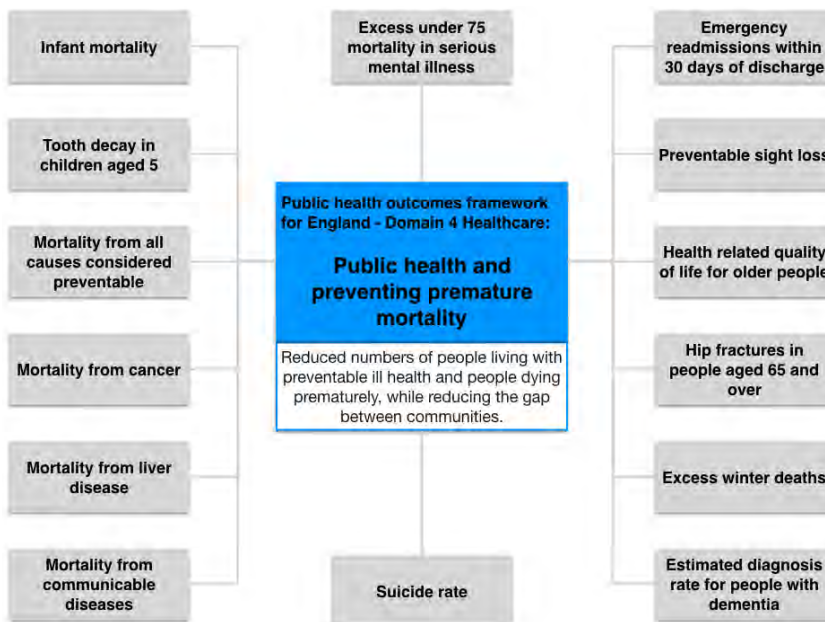 Infant mortality
Tooth decay in
children aged 5
Mortality from all
causes considered
preventable
Mortality from cancer
Mortality from liver
disease
Mortality from
communicable
diseases
Excess under 75
mortality in serious
mental illness
Public health outcomes framework
for England - Domain 4 Healthcare:
Public health and
preventing premature
mortality
Reduced numbers of people living with
preventable ill health and people dying
prematurely, while reducing the gap
between communities.
Suicide rate
Emergency
readmissions within
30 days of discharge
Preventable sight loss
Health related quality
of life for older people
Hip fractures in
people aged 65 and
over
Excess winter deaths
Estimated diagnosis
rate for people with
dementia